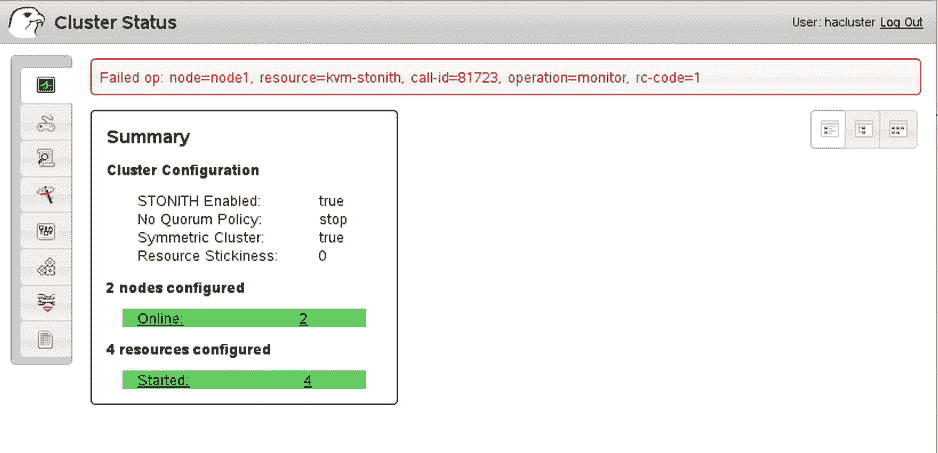 Cluster Status
User: hacluster Log Out
Failed op: node=node1, resource=kvm-stonith, call-id=81723, operation=monitor, rc-code=1
Summary
Cluster Configuration
STONITH Enabled: true
No Quorum Policy: stop
Symmetric Cluster: true
Resource Stickiness: 0
2 nodes configured
Online: 2
4 resources configured
Started: 4